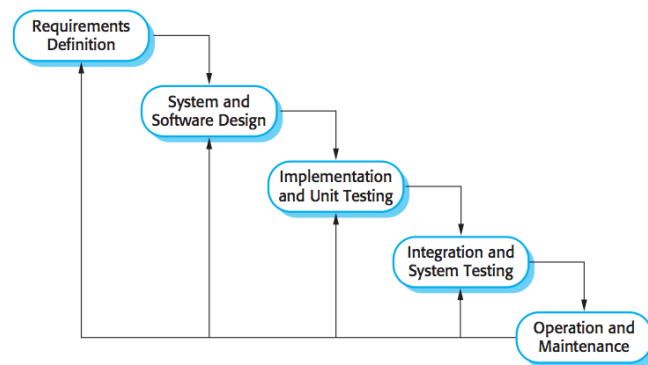 Requirements
Definition
System and
Software Design
Implementation
and Unit Testing
Integration and
System Testing
Operation and
Maintenance